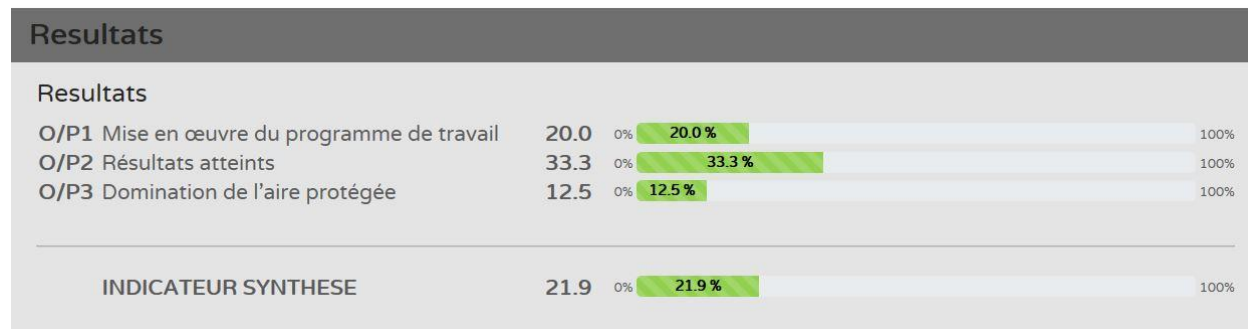 Resultats
Resultats
O/P1 Mise en œuvre du programme de travail 20.0 0% 20.0 % 100%
O/P2 Résultats atteints 33.3 0% 33.3 % 100%
O/P3 Domination de l'aire protégée 12.5 0% 12.5 % 100%
INDICATEUR SYNTHESE 21.9 0% 21.9 % 100%